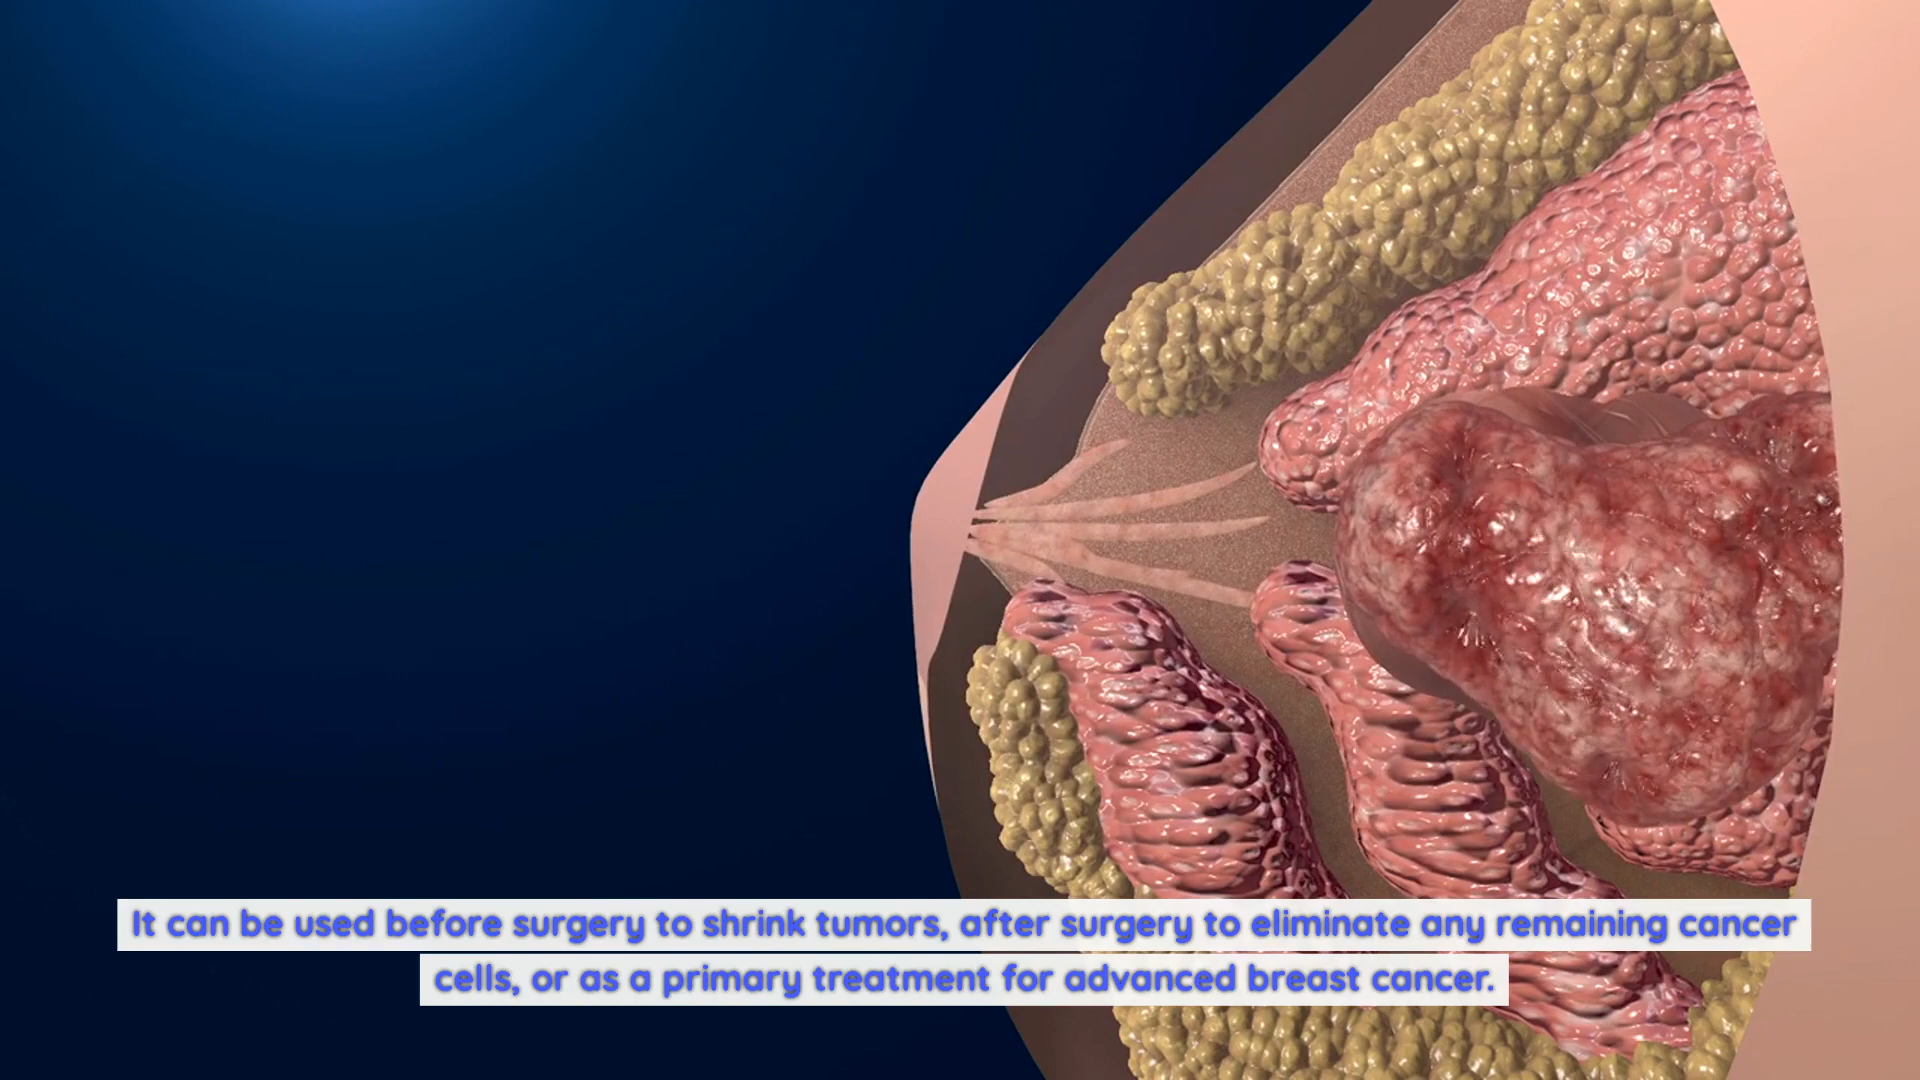 It can be used before surgery to shrink tumors, after surgery to eliminate any remaining cancer
cells, or as a primary treatment for advanced breast cancer.